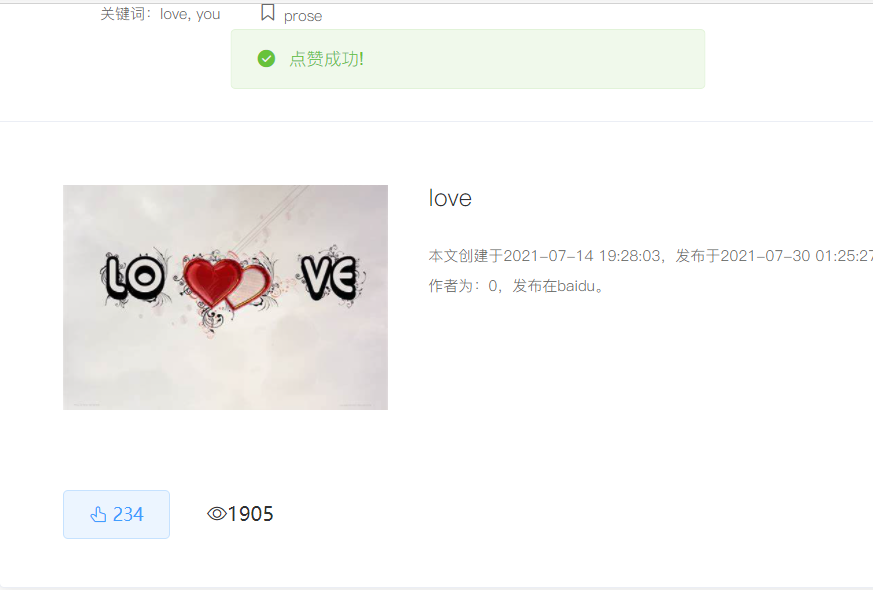 关键词：love, you  prose
点赞成功!
love
本文创建于2021-07-14 19:28:03，发布于2021-07-30 01:25:27
作者为：0，发布在baidu。
LO VE
234 1905